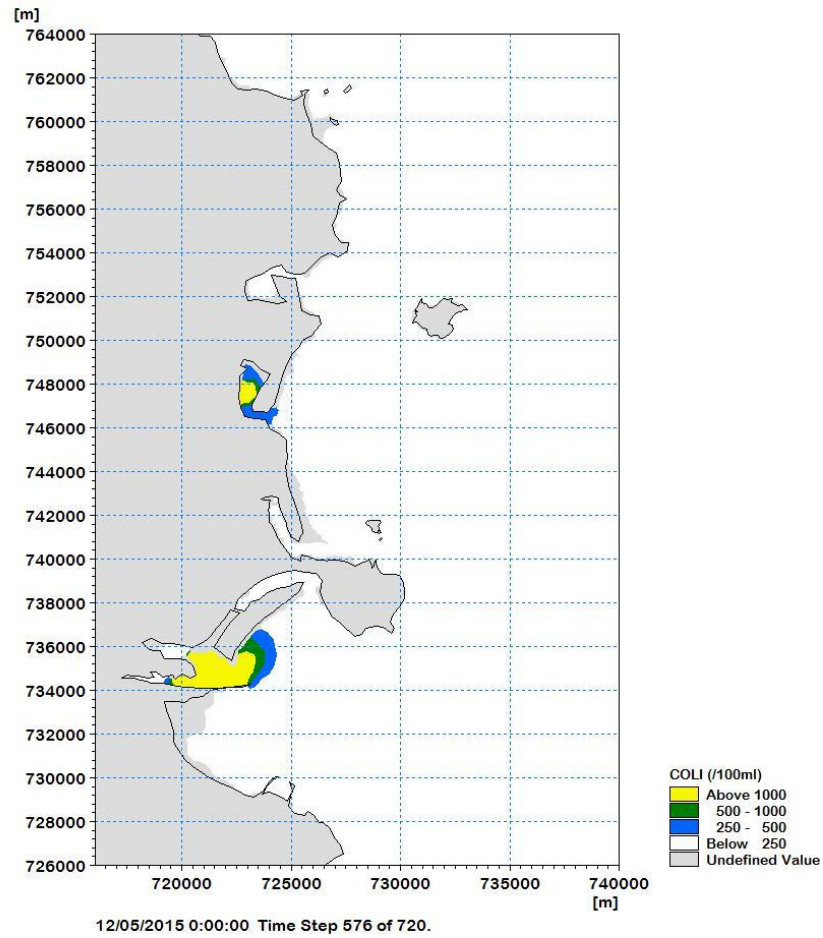 [m]
764000
762000
760000
758000
756000
754000
752000
750000
748000
746000
744000
742000
740000
738000
736000
734000
732000
730000
728000
726000
720000 725000 730000 735000 740000
[m]
COLI (/100ml)
Above 1000
500 - 1000
250 - 500
Below 250
Undefined Value
12/05/2015 0:00:00 Time Step 576 of 720.